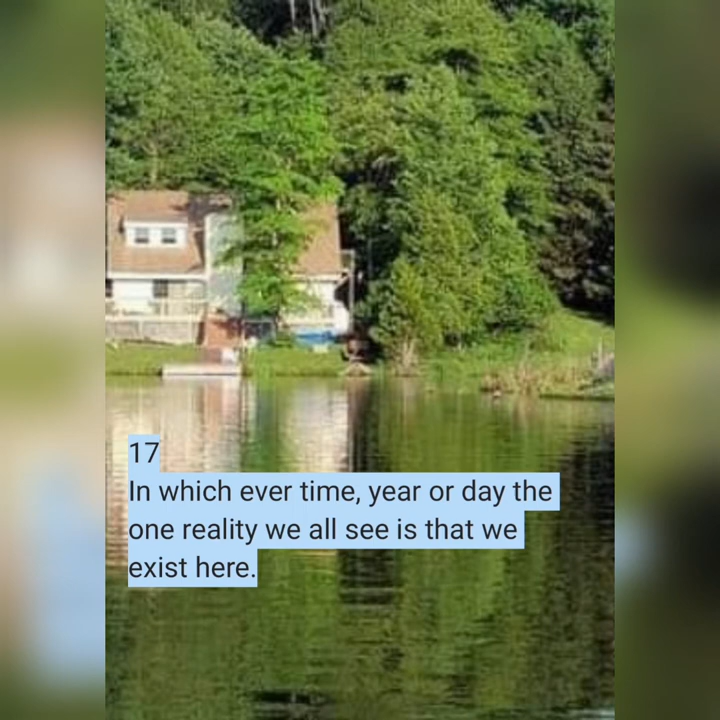 17
In which ever time, year or day the
one reality we all see is that we
exist here.